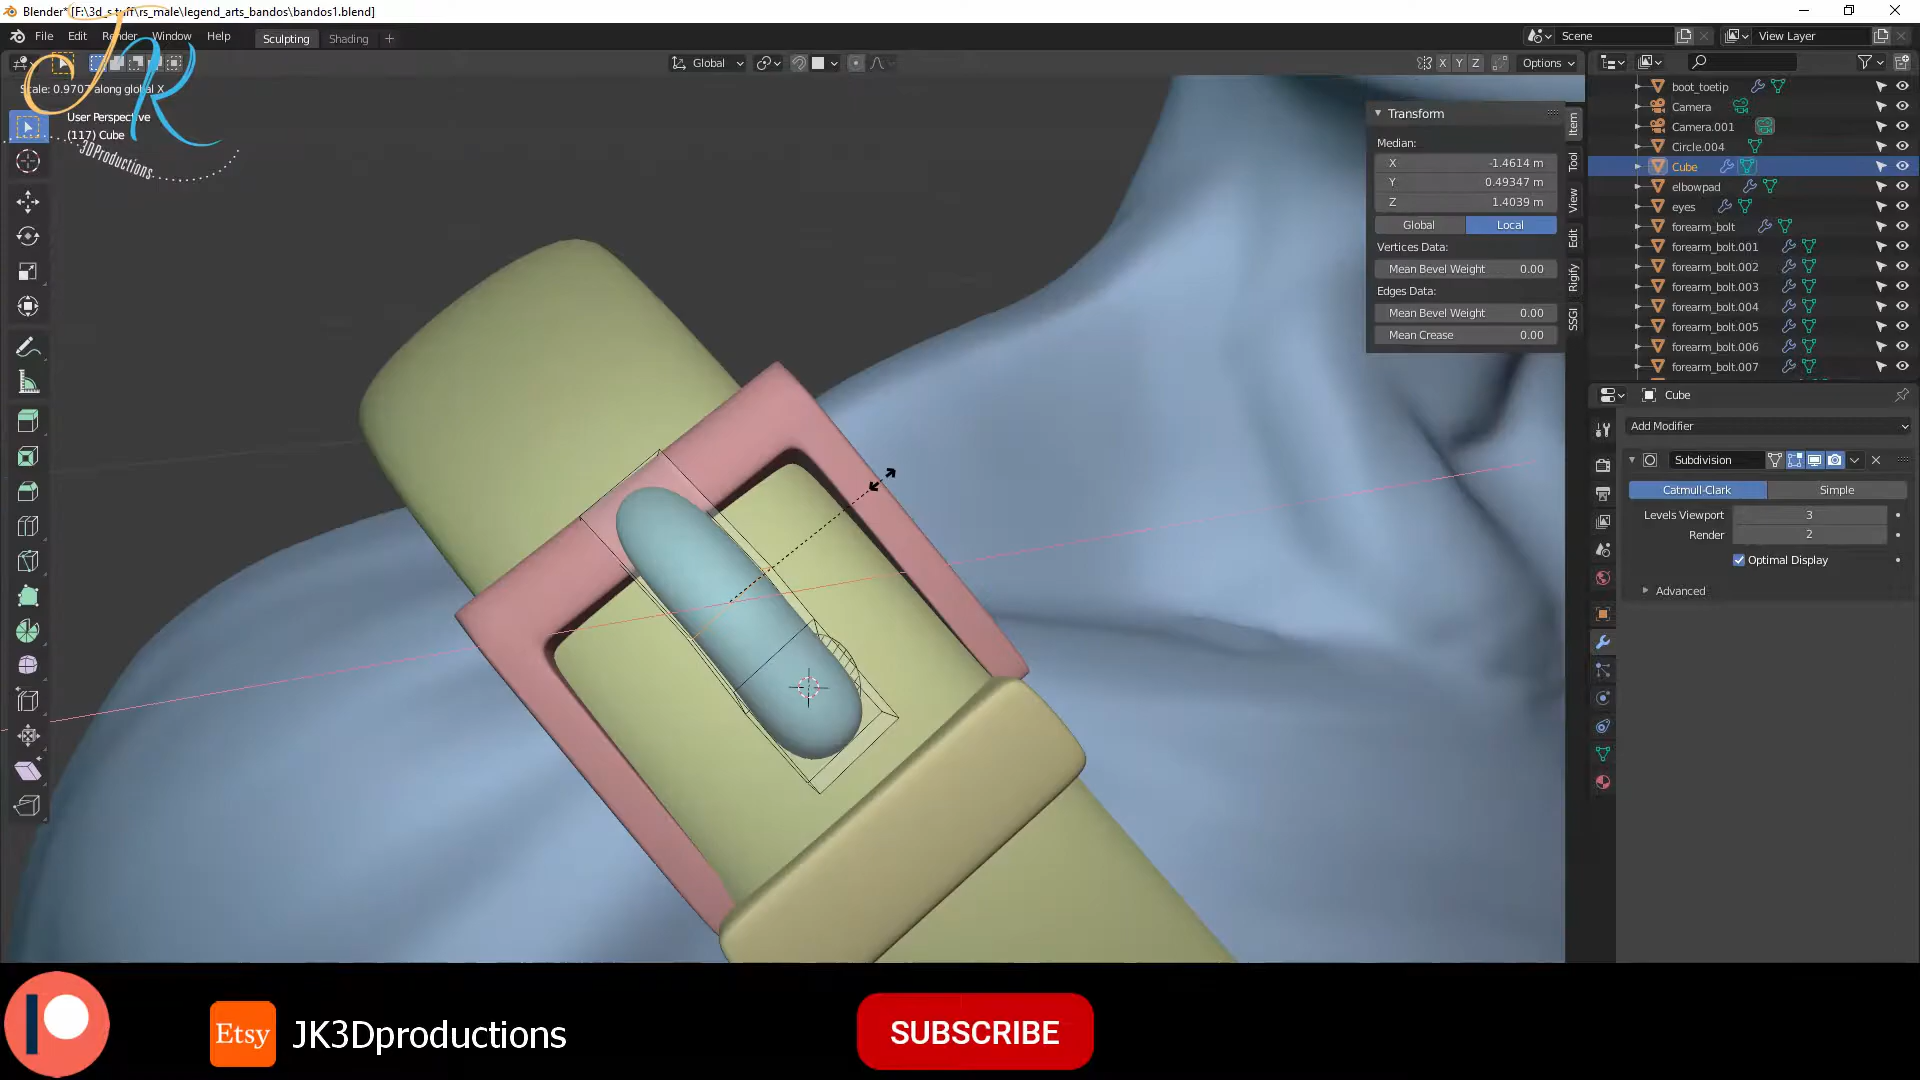 Blender* [F:\3d_stuff\rs_male\legend_arts_bandos\bandos1.blend]
File Edit Render Window Help Sculpting Shading +
Scene
View Layer
Global
X Y Z
Options
Scale: 0.9707 along global X
User Perspective
(117) Cube
JK
3DProductions
Transform
Median:
X -1.4614 m
Y 0.49347 m
Z 1.4039 m
Global Local
Vertices Data:
Mean Bevel Weight 0.00
Edges Data:
Mean Bevel Weight 0.00
Mean Crease 0.00
Item
Tool
View
Edit
Rigify
SSGI
boot_toetip
Camera
Camera.001
Circle.004
Cube
elbowpad
eyes
forearm_bolt
forearm_bolt.001
forearm_bolt.002
forearm_bolt.003
forearm_bolt.004
forearm_bolt.005
forearm_bolt.006
forearm_bolt.007
Cube
Add Modifier
Subdivision
Catmull-Clark Simple
Levels Viewport 3
Render 2
Optimal Display
Advanced
Etsy JK3Dproductions
SUBSCRIBE